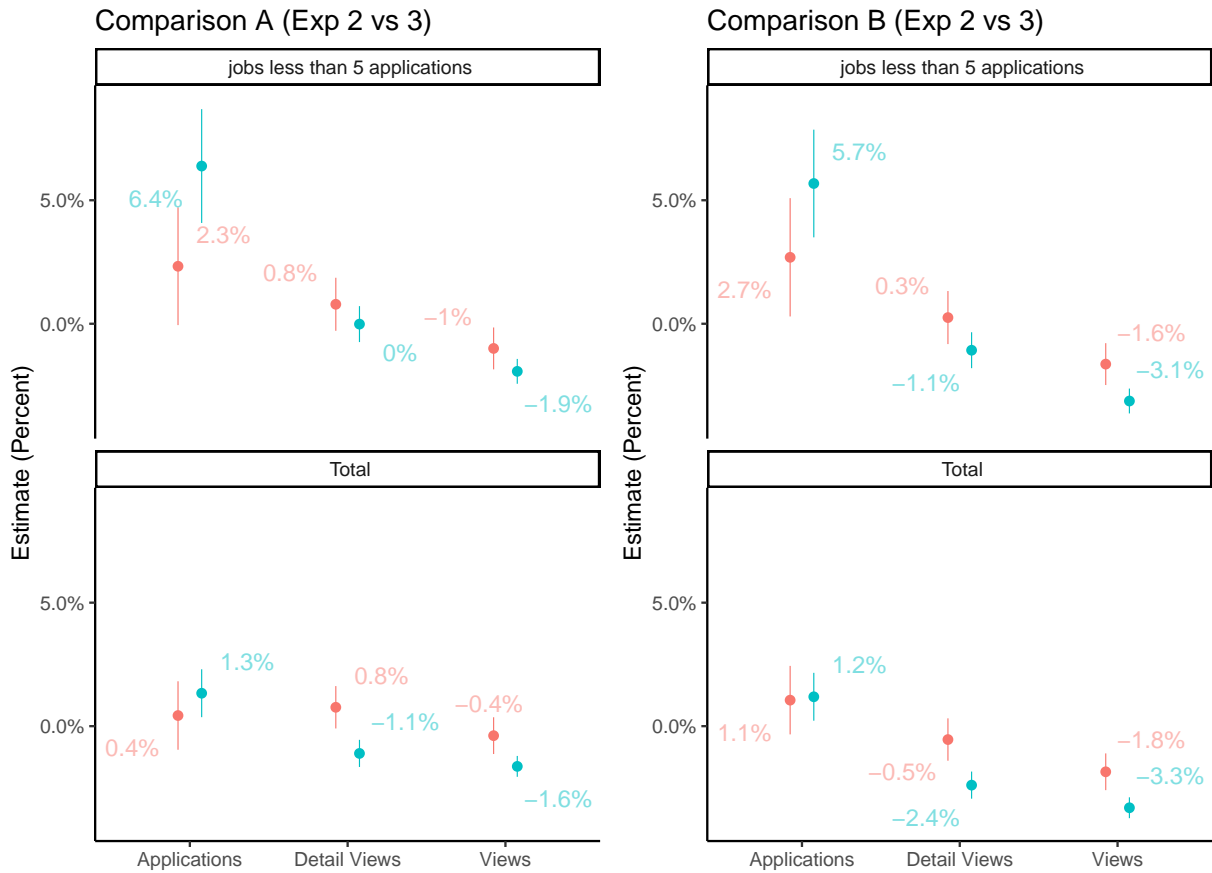 Comparison A (Exp 2 vs 3)
jobs less than 5 applications
Estimate (Percent)
5.0%
0.0%
6.4%
2.3%
0.8%
0%
−1%
−1.9%
Total
5.0%
0.0%
1.3%
0.4%
0.8%
−1.1%
−0.4%
−1.6%
Applications
Detail Views
Views
Comparison B (Exp 2 vs 3)
jobs less than 5 applications
Estimate (Percent)
5.0%
0.0%
5.7%
2.7%
0.3%
−1.1%
−1.6%
−3.1%
Total
5.0%
0.0%
1.2%
1.1%
−0.5%
−2.4%
−1.8%
−3.3%
Applications
Detail Views
Views